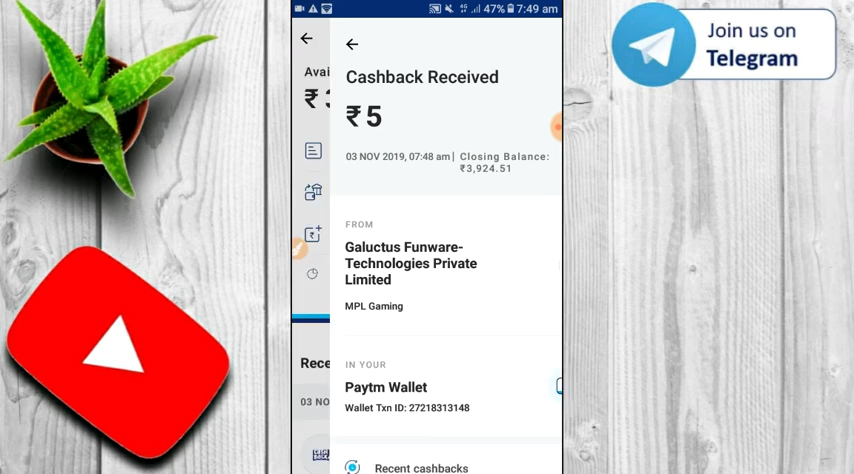 47% 7:49 am
Avai
₹ 3
Cashback Received
₹5
03 NOV 2019, 07:48 am| Closing Balance:
₹3,924.51
FROM
Galuctus Funware-
Technologies Private
Limited
MPL Gaming
IN YOUR
Paytm Wallet
Wallet Txn ID: 27218313148
Recent cashbacks
Rece
03 NO
Join us on
Telegram